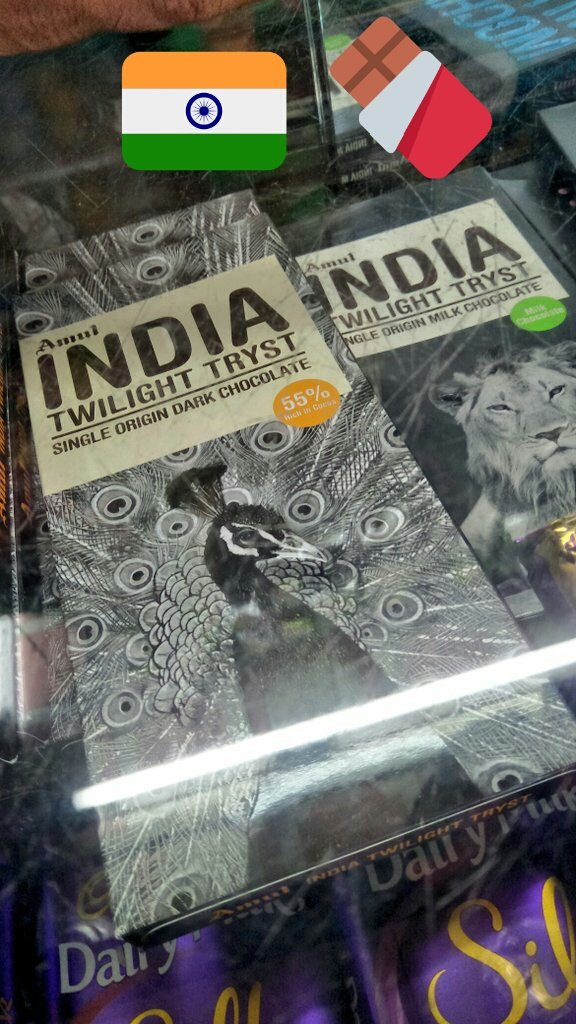 Amul
INDIA
TWILIGHT TRYST
SINGLE ORIGIN DARK CHOCOLATE
55%
Rich in Cocoa
Amul
INDIA
TWILIGHT TRYST
SINGLE ORIGIN MILK CHOCOLATE
Milk
Chocolate
Amul INDIA TWILIGHT TRYST
Dairy Milk
Dairy Milk
Silk